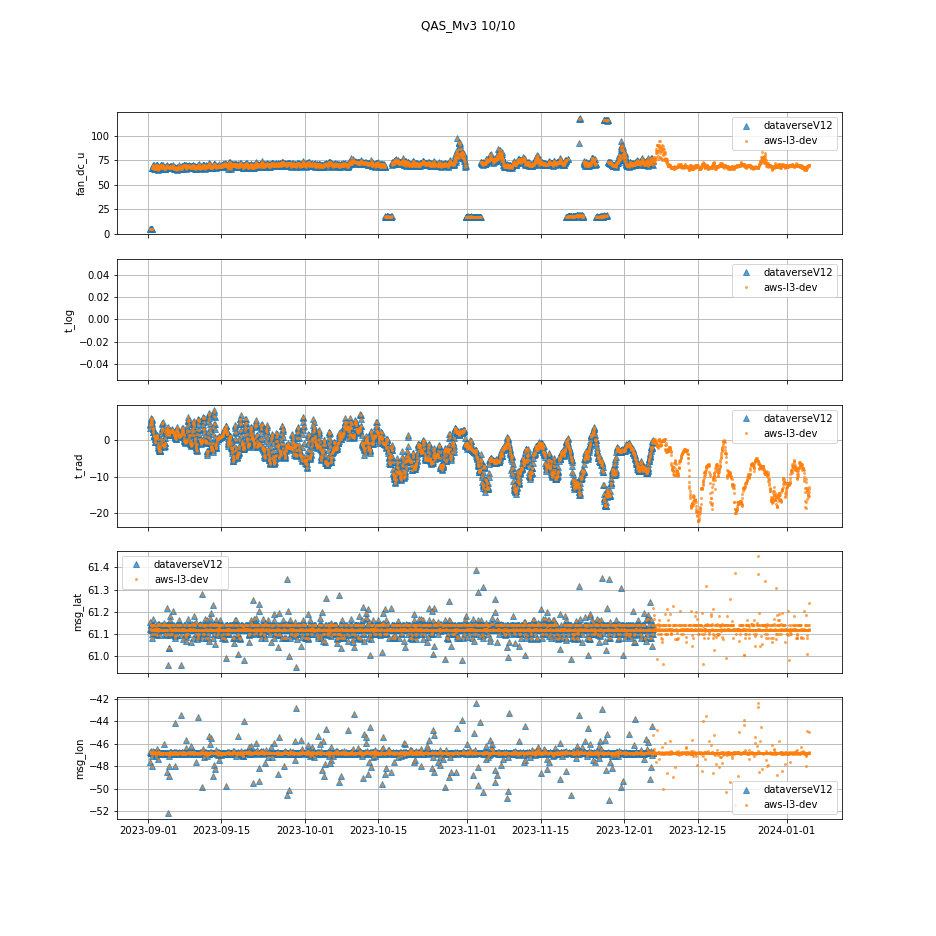 QAS_Mv3 10/10
fan_dc_u
100
75
50
25
0
dataverseV12
aws-l3-dev
t_log
0.04
0.02
0.00
−0.02
−0.04
dataverseV12
aws-l3-dev
t_rad
0
−10
−20
dataverseV12
aws-l3-dev
msg_lat
61.4
61.3
61.2
61.1
61.0
dataverseV12
aws-l3-dev
msg_lon
−42
−44
−46
−48
−50
−52
dataverseV12
aws-l3-dev
2023-09-01 2023-09-15 2023-10-01 2023-10-15 2023-11-01 2023-11-15 2023-12-01 2023-12-15 2024-01-01